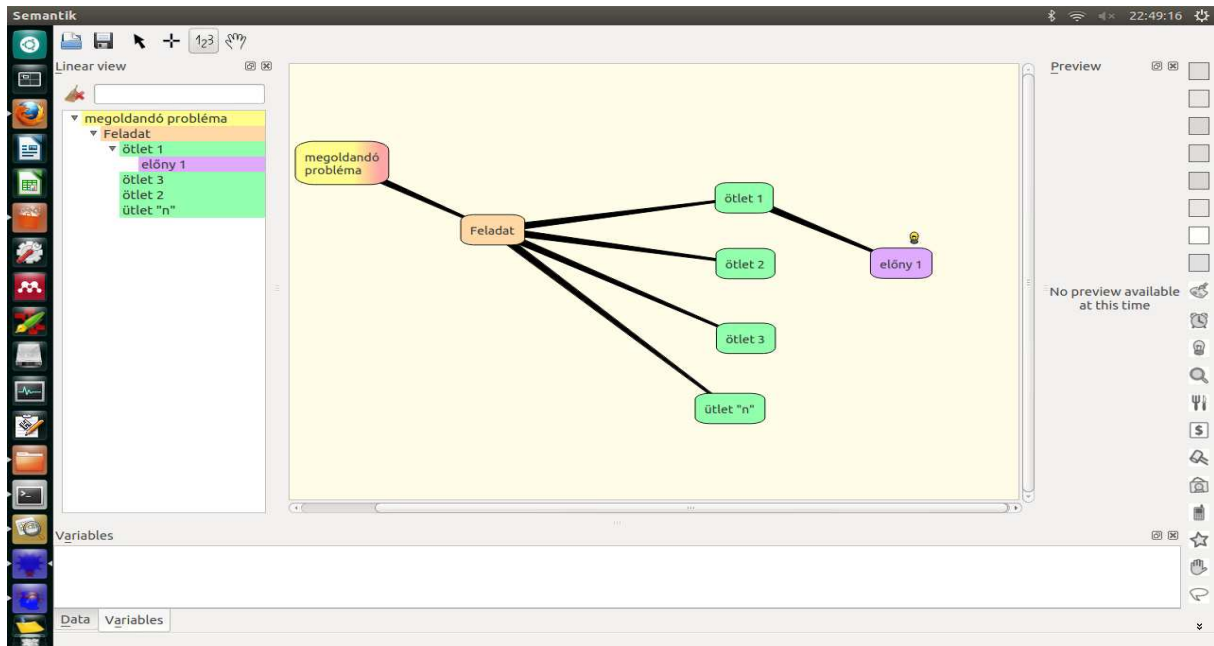 Semantik
22:49:16
123
Linear view
Preview
megoldandó probléma
Feladat
ötlet 1
előny 1
ötlet 3
ötlet 2
ütlet "n"
megoldandó
probléma
Feladat
ötlet 1
ötlet 2
előny 1
ötlet 3
ütlet "n"
No preview available
at this time
$
Variables
Data
Variables